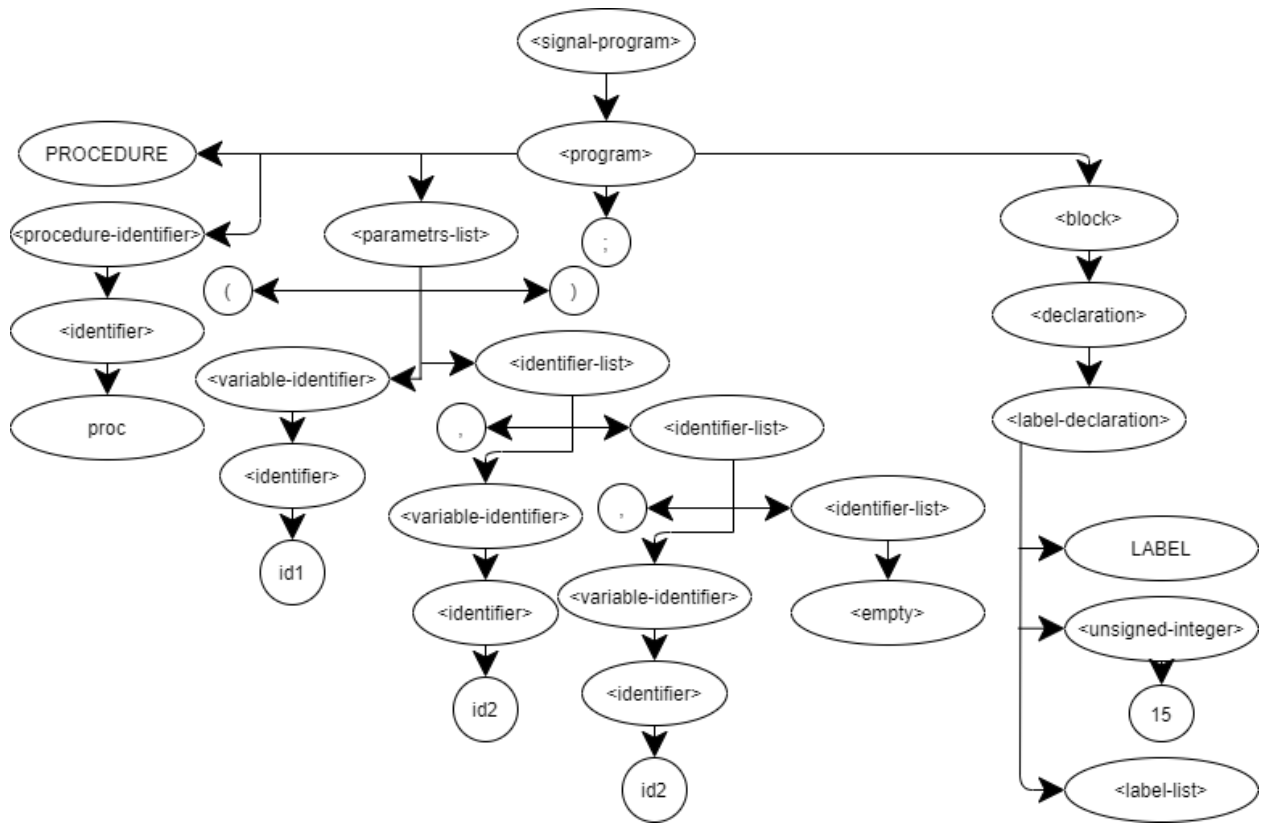 <signal-program>
PROCEDURE
<program>
<procedure-identifier>
<parametrs-list>
;
<block>
(
)
<identifier>
<declaration>
<variable-identifier>
<identifier-list>
proc
,
<identifier-list>
<label-declaration>
<identifier>
<variable-identifier>
,
<identifier-list>
LABEL
id1
<identifier>
<variable-identifier>
<empty>
<unsigned-integer>
id2
<identifier>
15
id2
<label-list>